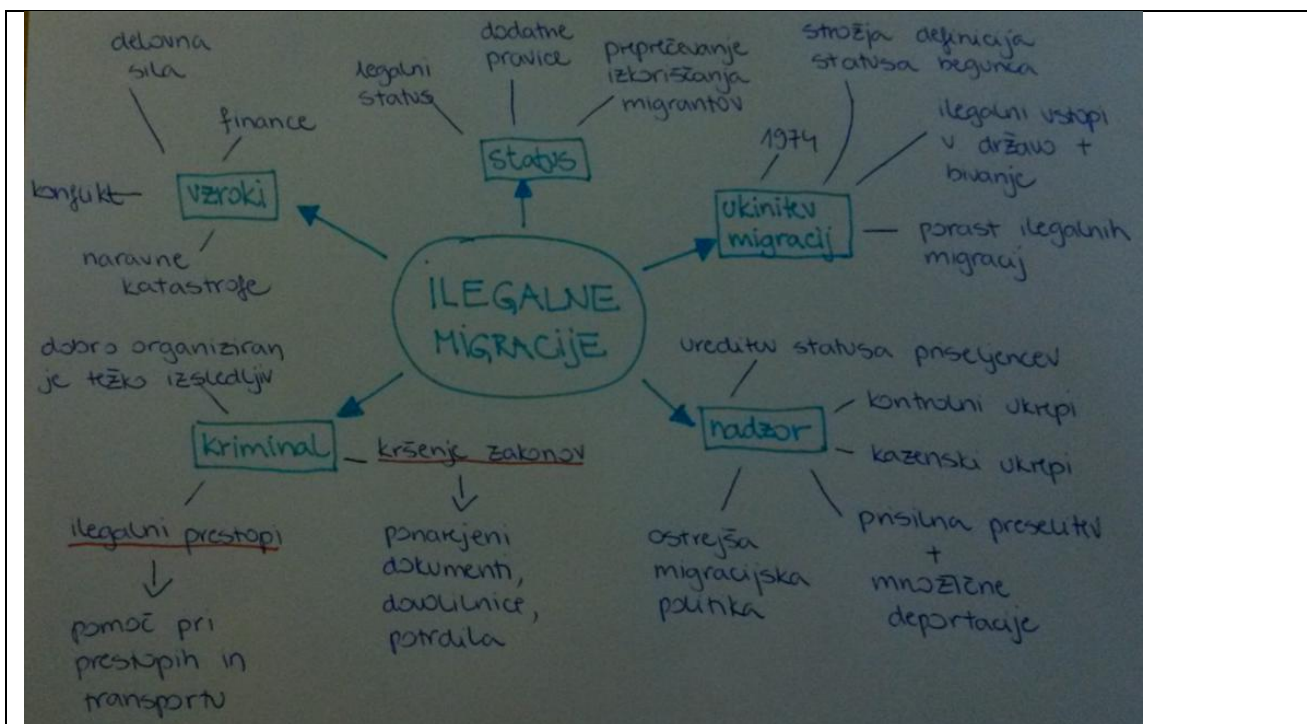 ILEGALNE
MIGRACIJE
vzroki
delovna
sila
finance
konflikt
naravne
katastrofe
status
legalni
status
dodatne
pravice
preprečevanje
izkoriščanja
migrantov
ukinitev
migracij
1974
strožja definicija
statusa begunca
ilegalni vstopi
v državo +
bivanje
porast ilegalnih
migracij
nadzor
ureditev statusa priseljencev
kontrolni ukrepi
kazenski ukrepi
prisilna preselitev
+
množične
deportacije
ostrejša
migracijska
politika
kriminal
dobro organiziran
je težko izsledljiv
kršenje zakonov
ponarejeni
dokumenti,
dovolilnice,
potrdila
ilegalni prestopi
pomoč pri
prestopih in
transportu